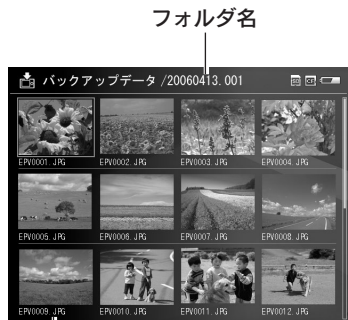 フォルダ名
バックアップデータ /20060413.001
EPV0001.JPG EPV0002.JPG EPV0003.JPG EPV0004.JPG
EPV0005.JPG EPV0006.JPG EPV0007.JPG EPV0008.JPG
EPV0009.JPG EPV0010.JPG EPV0011.JPG EPV0012.JPG